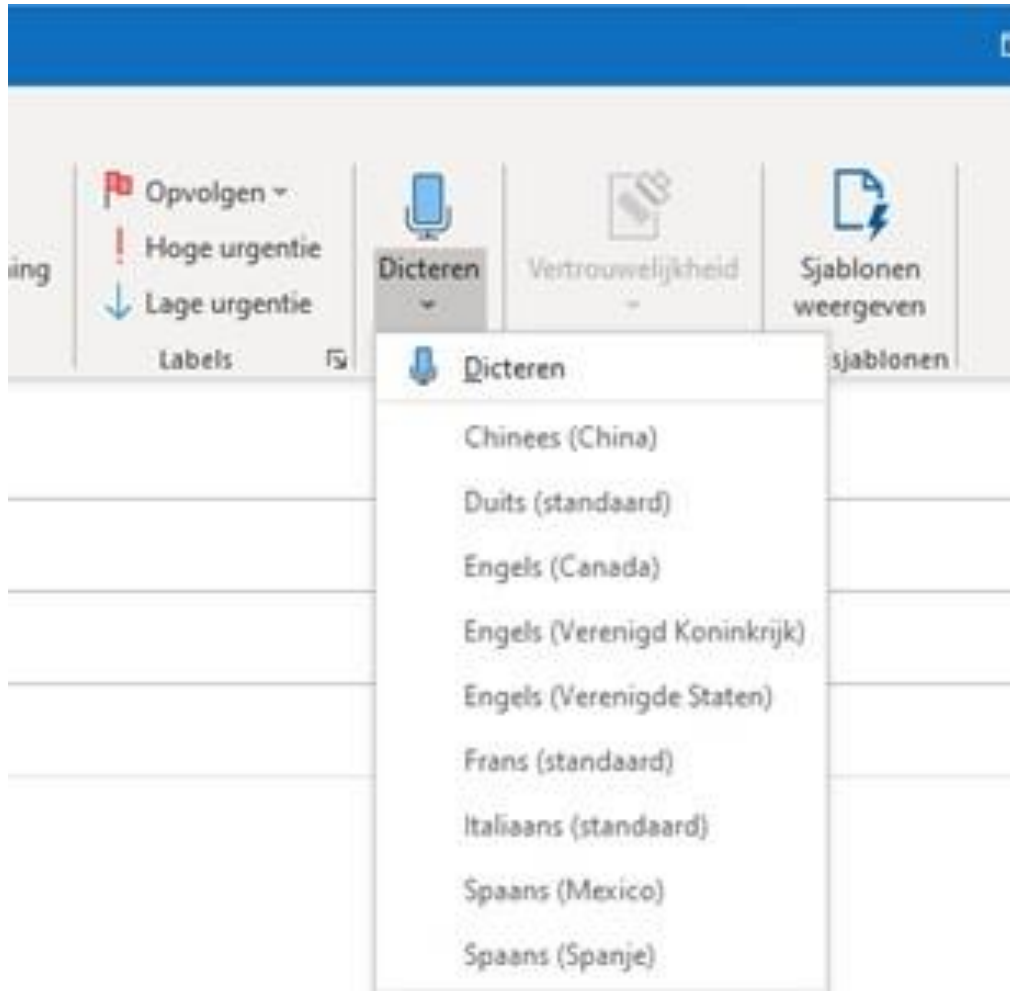 Opvolgen
Hoge urgentie
Lage urgentie
Labels
Dicteren
Vertrouwelijkheid
Sjablonen
weergeven
sjablonen
Dicteren
Chinees (China)
Duits (standaard)
Engels (Canada)
Engels (Verenigd Koninkrijk)
Engels (Verenigde Staten)
Frans (standaard)
Italiaans (standaard)
Spaans (Mexico)
Spaans (Spanje)